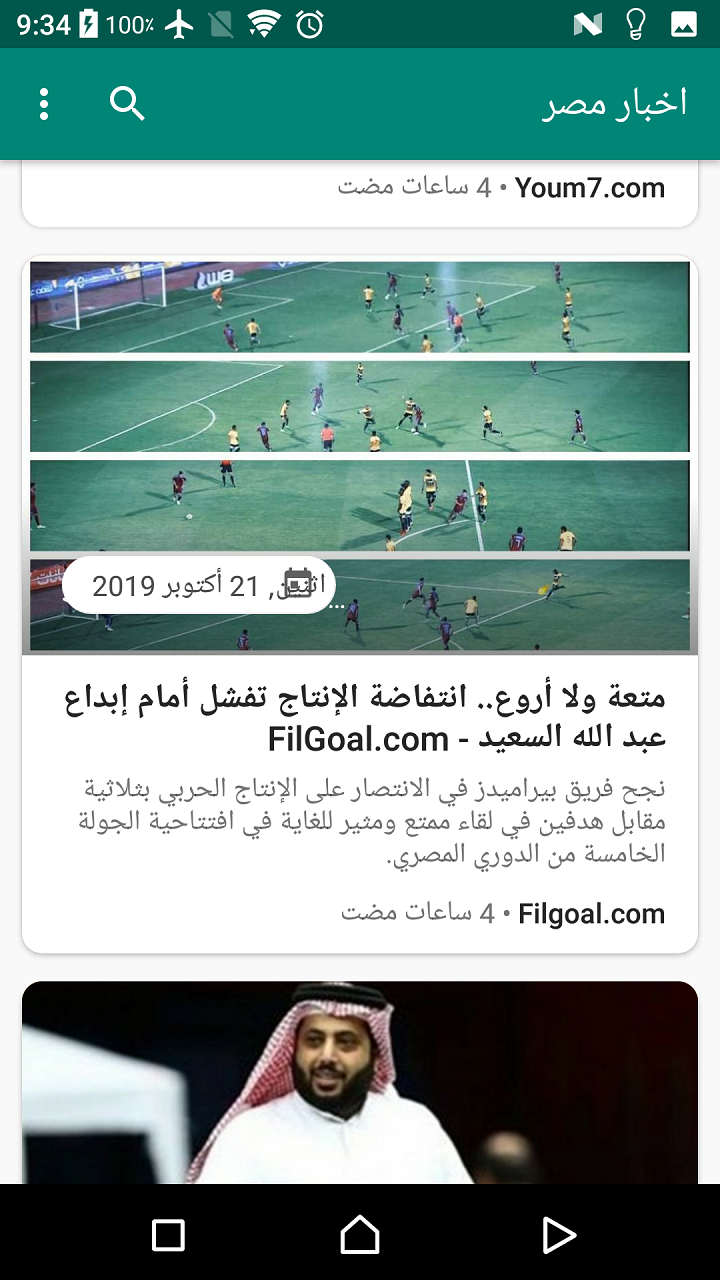 9:34 100%
اخبار مصر
Youm7.com • 4 ساعات مضت
WE
اثنين, 21 أكتوبر 2019
...
متعة ولا أروع.. انتفاضة الإنتاج تفشل أمام إبداع
عبد الله السعيد - FilGoal.com
نجح فريق بيراميدز في الانتصار على الإنتاج الحربي بثلاثية
مقابل هدفين في لقاء ممتع ومثير للغاية في افتتاحية الجولة
الخامسة من الدوري المصري.
Filgoal.com • 4 ساعات مضت